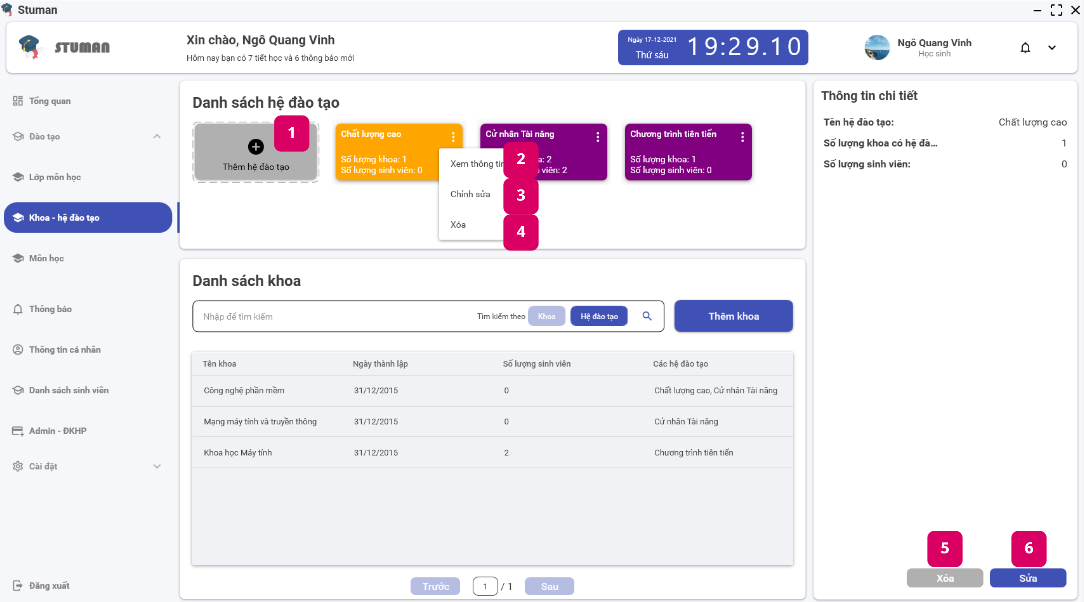 Stuman
STUMAN
Xin chào, Ngô Quang Vinh
Hôm nay bạn có 7 tiết học và 6 thông báo mới
Ngày 17-12-2021
Thứ sáu
19:29.10
Ngô Quang Vinh
Học sinh
Tổng quan
Đào tạo
Lớp môn học
Khoa - hệ đào tạo
Môn học
Thông báo
Thông tin cá nhân
Danh sách sinh viên
Admin - ĐKHP
Cài đặt
Đăng xuất
Danh sách hệ đào tạo
1
Thêm hệ đào tạo
Chất lượng cao
Số lượng khoa: 1
Số lượng sinh viên: 0
Cử nhân Tài năng
a: 2
viên: 2
Chương trình tiên tiến
Số lượng khoa: 1
Số lượng sinh viên: 0
Xem thông tin
2
Chỉnh sửa
3
Xóa
4
Danh sách khoa
Nhập để tìm kiếm
Tìm kiếm theo
Khoa
Hệ đào tạo
Thêm khoa
Tên khoa Ngày thành lập Số lượng sinh viên Các hệ đào tạo
Công nghệ phần mềm 31/12/2015 0 Chất lượng cao, Cử nhân Tài năng
Mạng máy tính và truyền thông 31/12/2015 0 Cử nhân Tài năng
Khoa học Máy tính 31/12/2015 2 Chương trình tiên tiến
Trước
1 / 1
Sau
Thông tin chi tiết
Tên hệ đào tạo: Chất lượng cao
Số lượng khoa có hệ đà... 1
Số lượng sinh viên: 0
5
6
Xóa
Sửa